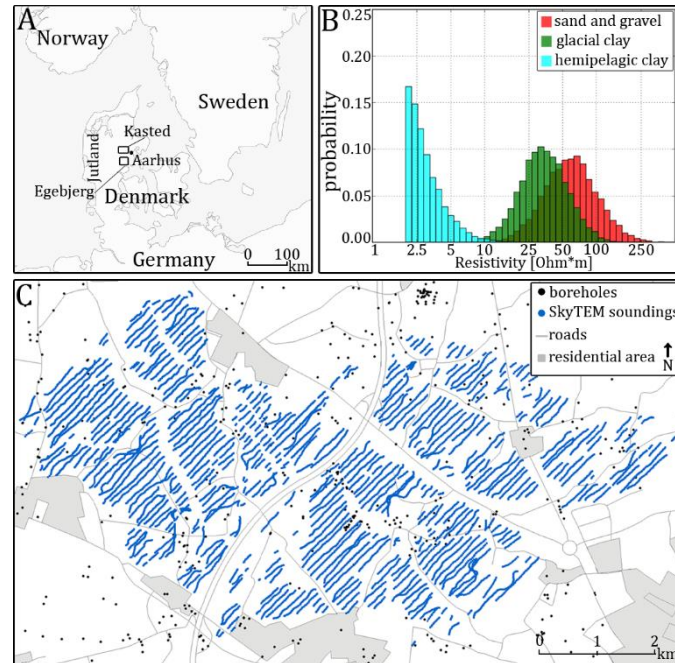 A
Norway
Sweden
Kasted
Jutland
Aarhus
Egebjerg
Denmark
Germany
0 100
km
B
sand and gravel
glacial clay
hemipelagic clay
probability
0.25
0.20
0.15
0.10
0.05
0.00
1 2.5 5 10 25 50 100 250
Resistivity [Ohm*m]
C
boreholes
SkyTEM soundings
roads
residential area
N
0 1 2
km